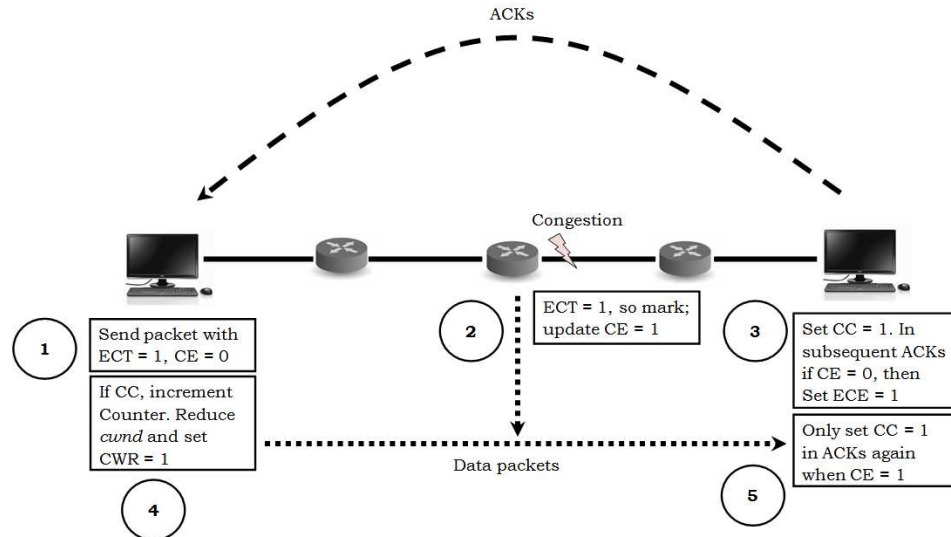 ACKs
Congestion
1
Send packet with
ECT = 1, CE = 0
2
ECT = 1, so mark;
update CE = 1
3
Set CC = 1. In
subsequent ACKs
if CE = 0, then
Set ECE = 1
If CC, increment
Counter. Reduce
cwnd and set
CWR = 1
4
Data packets
Only set CC = 1
in ACKs again
when CE = 1
5